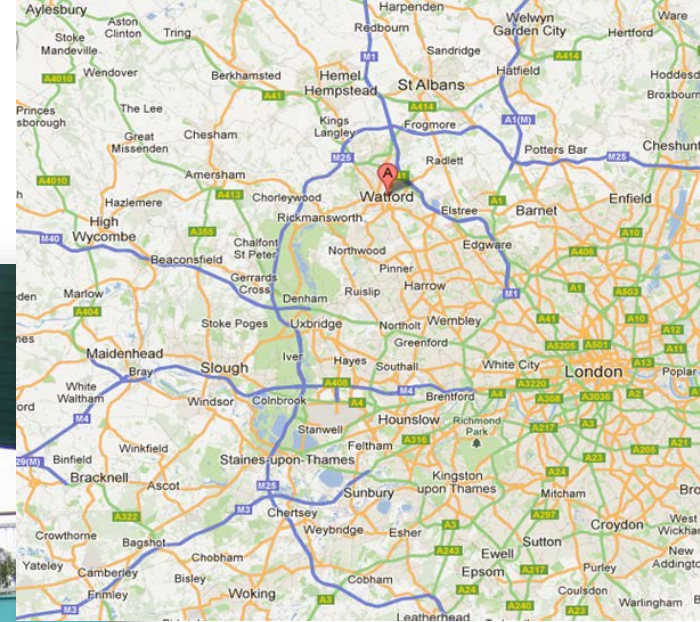 Aylesbury
Aston
Clinton
Tring
Harpenden
Redbourn
Welwyn
Garden City
Ware
Hertford
Stoke
Mandeville
Wendover
A4010
Berkhamsted
A41
Hemel
Hempstead
M1
Sandridge
St Albans
Hatfield
A414
Hoddesd
Broxbourn
Princes
sborough
The Lee
Great
Missenden
Chesham
Kings
Langley
A414
Frogmore
A1(M)
M25
Radlett
Potters Bar
M25
Cheshunt
A4010
Amersham
A413
Chorleywood
A
Watford
A1
Hazlemere
High
Wycombe
A355
Rickmansworth
Elstree
Barnet
Enfield
M40
Beaconsfield
Chalfont
St Peter
Northwood
Edgware
A10
A406
Gerrards
Cross
Pinner
Marlow
A404
Denham
Ruislip
Harrow
M1
A1
A503
Stoke Poges
Uxbridge
Northolt
Wembley
A41
A10
A12
Greenford
A5205
A501
A11
Maidenhead
Bray
Slough
Iver
Hayes
Southall
White City
London
A13
Poplar
White
Waltham
Windsor
Colnbrook
A408
A4
M4
Brentford
A4
A3220
A308
A3036
A2
M4
Stanwell
Hounslow
Richmond
Park
A217
A3
A21
A316
A23
A205
29(M)
Binfield
Winkfield
Staines-upon-Thames
Feltham
Bracknell
Ascot
M25
Sunbury
Kingston
upon Thames
A24
Mitcham
Bro
A322
M3
Chertsey
A297
Croydon
West
Wickham
Crowthorne
Bagshot
Weybridge
Esher
A3
Sutton
A243
Ewell
New
Addington
Yateley
Camberley
Chobham
Epsom
A217
Purley
Frimley
Bisley
Cobham
A24
Coulsdon
M3
Woking
A3
Leatherhead
A240
A23
Warlingham